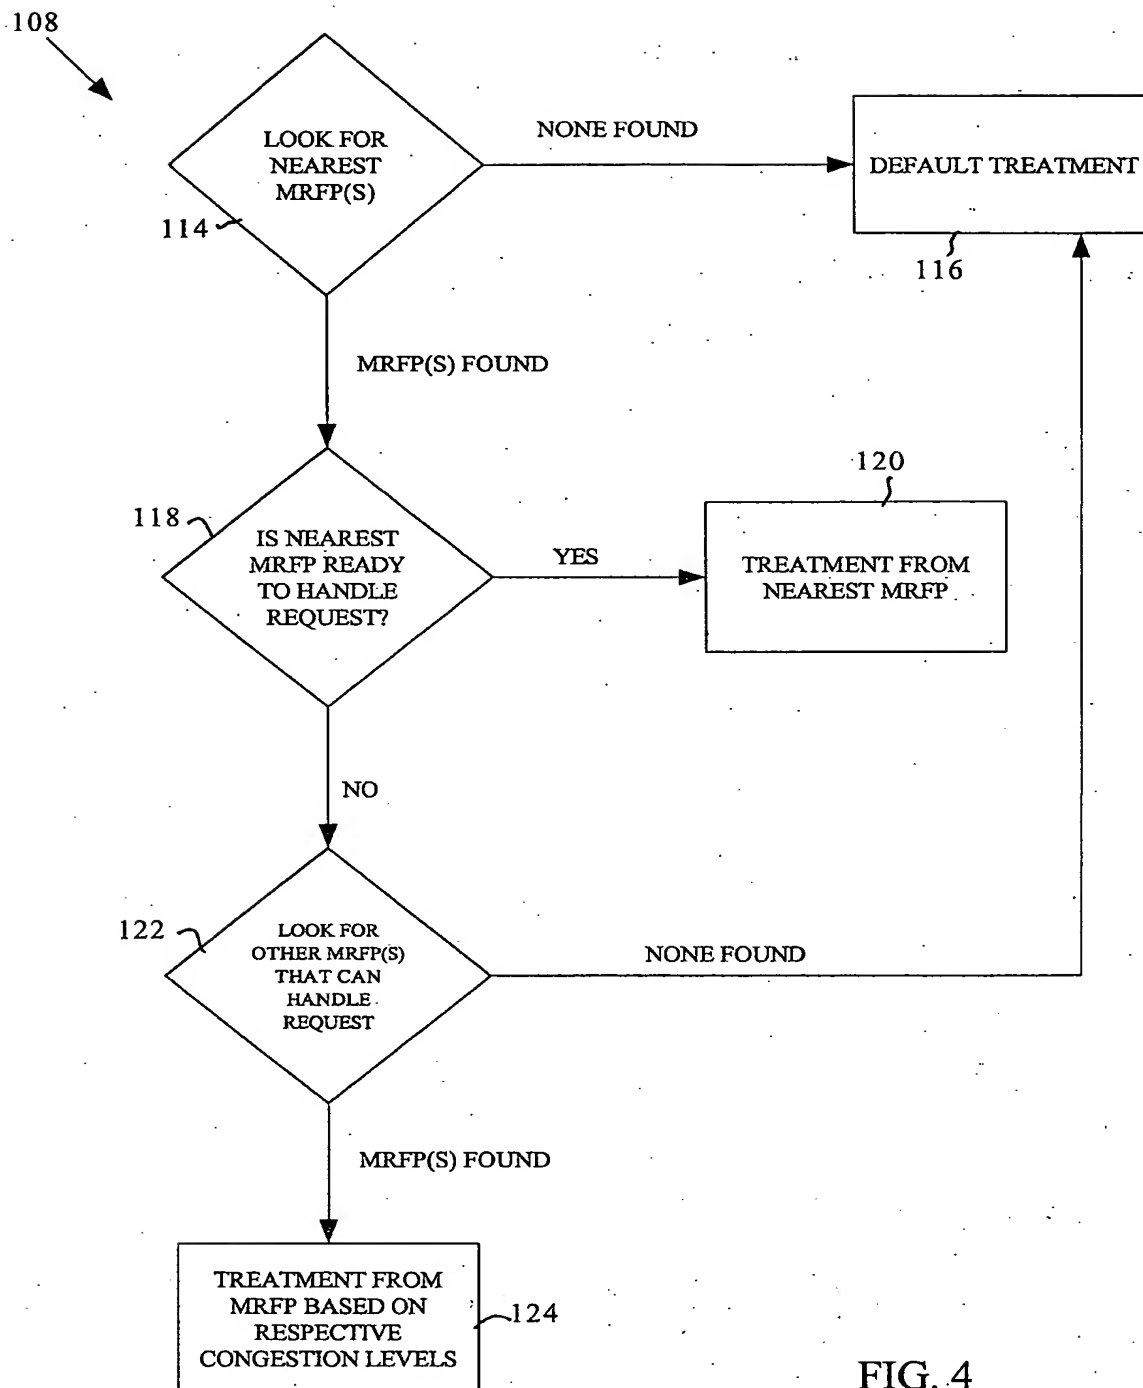 108
LOOK FOR
NEAREST
MRFP(S)
114
NONE FOUND
DEFAULT TREATMENT
116
MRFP(S) FOUND
118
IS NEAREST
MRFP READY
TO HANDLE
REQUEST?
YES
120
TREATMENT FROM
NEAREST MRFP
NO
122
LOOK FOR
OTHER MRFP(S)
THAT CAN
HANDLE
REQUEST
NONE FOUND
MRFP(S) FOUND
TREATMENT FROM
MRFP BASED ON
RESPECTIVE
CONGESTION LEVELS
124
FIG. 4